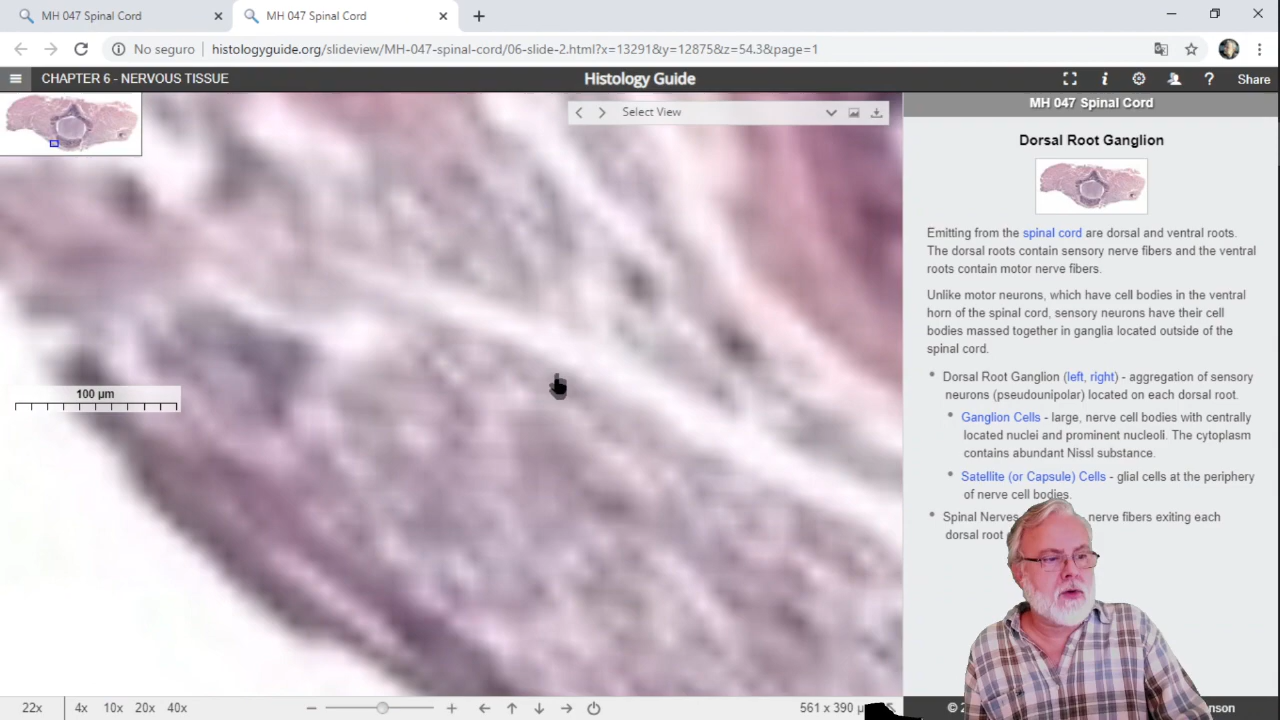 MH 047 Spinal Cord
MH 047 Spinal Cord
No seguro
histologyguide.org/slideview/MH-047-spinal-cord/06-slide-2.html?x=13291&y=12875&z=54.3&page=1
CHAPTER 6 - NERVOUS TISSUE
Histology Guide
Share
Select View
MH 047 Spinal Cord
Dorsal Root Ganglion
Emitting from the spinal cord are dorsal and ventral roots.
The dorsal roots contain sensory nerve fibers and the ventral
roots contain motor nerve fibers.
Unlike motor neurons, which have cell bodies in the ventral
horn of the spinal cord, sensory neurons have their cell
bodies massed together in ganglia located outside of the
spinal cord.
Dorsal Root Ganglion (left, right) - aggregation of sensory
neurons (pseudounipolar) located on each dorsal root.
Ganglion Cells - large, nerve cell bodies with centrally
located nuclei and prominent nucleoli. The cytoplasm
contains abundant Nissl substance.
Satellite (or Capsule) Cells - glial cells at the periphery
of nerve cell bodies.
Spinal Nerves nerve fibers exiting each
dorsal root
100 µm
22x
4x
10x
20x
40x
561 x 390
©